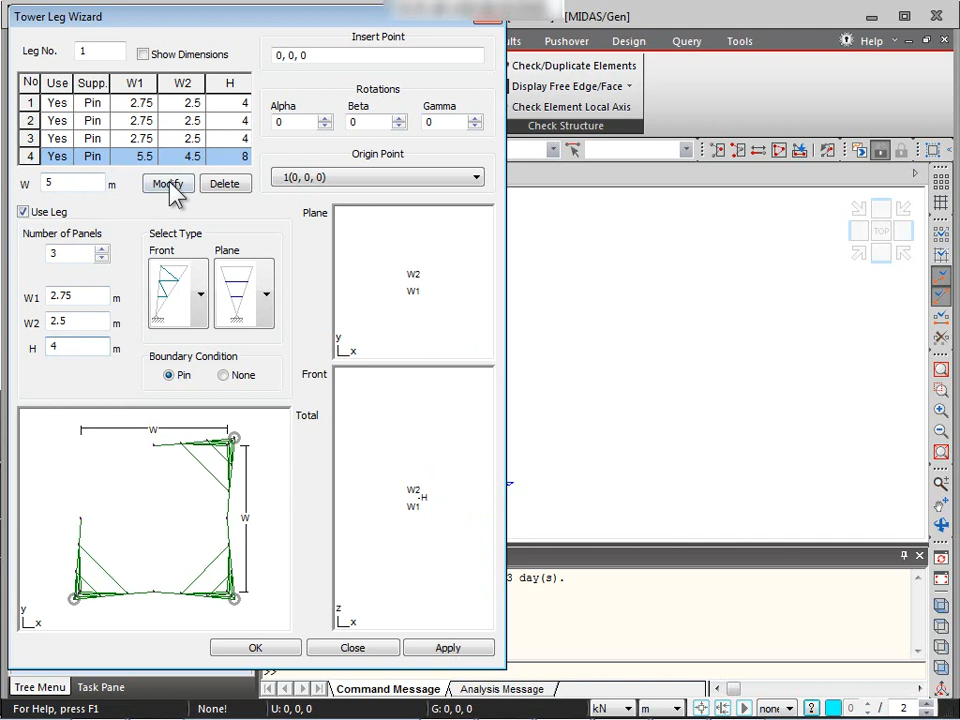 Tower Leg Wizard
[MIDAS/Gen]
Leg No. 1
Show Dimensions
Insert Point
0, 0, 0
Pushover Design Query Tools Help
No Use Supp. W1 W2 H
1 Yes Pin 2.75 2.5 4
2 Yes Pin 2.75 2.5 4
3 Yes Pin 2.75 2.5 4
4 Yes Pin 5.5 4.5 8
Rotations
Alpha Beta Gamma
0 0 0
Check/Duplicate Elements
Display Free Edge/Face
Check Element Local Axis
Check Structure
Origin Point
1(0, 0, 0)
W 5 m Modify Delete
Use Leg
Number of Panels
3
Select Type
Front Plane
W1 2.75 m
W2 2.5 m
H 4 m
Boundary Condition
Pin None
Plane
W2
W1
y
x
TOP
Front
W2
H
W1
z
x
Total
W
W
y
x
OK Close Apply
3 day(s).
>>
Tree Menu Task Pane
Command Message Analysis Message
For Help, press F1 None! U: 0, 0, 0 G: 0, 0, 0 kN m none ? 0 / 2